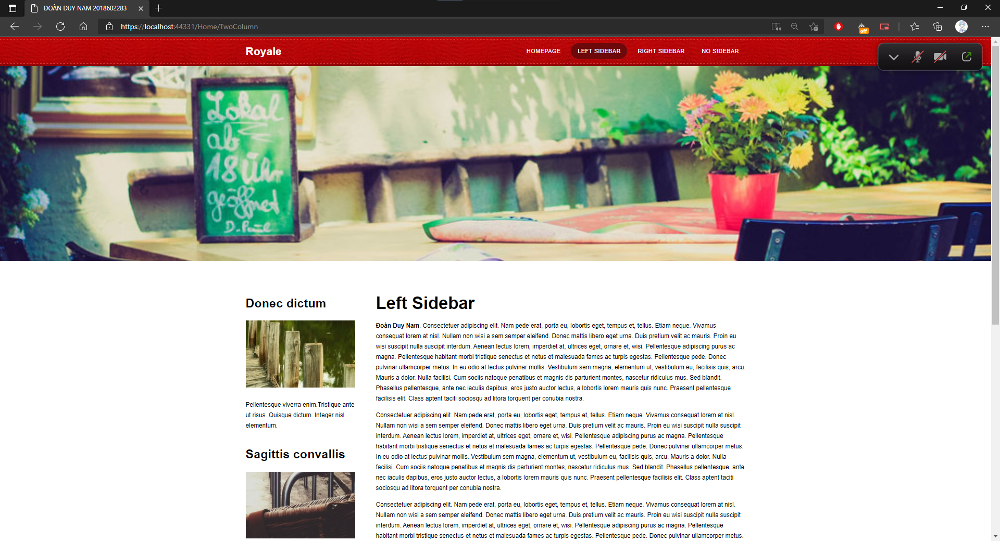 ĐOÀN DUY NAM 2018602283
https://localhost:44331/Home/TwoColumn
off
Royale
HOMEPAGE
LEFT SIDEBAR
RIGHT SIDEBAR
NO SIDEBAR
Lokal
ab
18 Uhr
geöffnet
D. Paul
Donec dictum
Pellentesque viverra enim.Tristique ante
ut risus. Quisque dictum. Integer nisl
elementum.
Sagittis convallis
Left Sidebar
Đoàn Duy Nam. Consectetuer adipiscing elit. Nam pede erat, porta eu, lobortis eget, tempus et, tellus. Etiam neque. Vivamus
consequat lorem at nisl. Nullam non wisi a sem semper eleifend. Donec mattis libero eget urna. Duis pretium velit ac mauris. Proin eu
wisi suscipit nulla suscipit interdum. Aenean lectus lorem, imperdiet at, ultrices eget, ornare et, wisi. Pellentesque adipiscing purus ac
magna. Pellentesque habitant morbi tristique senectus et netus et malesuada fames ac turpis egestas. Pellentesque pede. Donec
pulvinar ullamcorper metus. In eu odio at lectus pulvinar mollis. Vestibulum sem magna, elementum ut, vestibulum eu, facilisis quis, arcu.
Mauris a dolor. Nulla facilisi. Cum sociis natoque penatibus et magnis dis parturient montes, nascetur ridiculus mus. Sed blandit.
Phasellus pellentesque, ante nec iaculis dapibus, eros justo auctor lectus, a lobortis lorem mauris quis nunc. Praesent pellentesque
facilisis elit. Class aptent taciti sociosqu ad litora torquent per conubia nostra.
Consectetuer adipiscing elit. Nam pede erat, porta eu, lobortis eget, tempus et, tellus. Etiam neque. Vivamus consequat lorem at nisl.
Nullam non wisi a sem semper eleifend. Donec mattis libero eget urna. Duis pretium velit ac mauris. Proin eu wisi suscipit nulla suscipit
interdum. Aenean lectus lorem, imperdiet at, ultrices eget, ornare et, wisi. Pellentesque adipiscing purus ac magna. Pellentesque
habitant morbi tristique senectus et netus et malesuada fames ac turpis egestas. Pellentesque pede. Donec pulvinar ullamcorper metus.
In eu odio at lectus pulvinar mollis. Vestibulum sem magna, elementum ut, vestibulum eu, facilisis quis, arcu. Mauris a dolor. Nulla
facilisi. Cum sociis natoque penatibus et magnis dis parturient montes, nascetur ridiculus mus. Sed blandit. Phasellus pellentesque, ante
nec iaculis dapibus, eros justo auctor lectus, a lobortis lorem mauris quis nunc. Praesent pellentesque facilisis elit. Class aptent taciti
sociosqu ad litora torquent per conubia nostra.
Consectetuer adipiscing elit. Nam pede erat, porta eu, lobortis eget, tempus et, tellus. Etiam neque. Vivamus consequat lorem at nisl.
Nullam non wisi a sem semper eleifend. Donec mattis libero eget urna. Duis pretium velit ac mauris. Proin eu wisi suscipit nulla suscipit
interdum. Aenean lectus lorem, imperdiet at, ultrices eget, ornare et, wisi. Pellentesque adipiscing purus ac magna. Pellentesque
habitant morbi tristique senectus et netus et malesuada fames ac turpis egestas. Pellentesque pede. Donec pulvinar ullamcorper metus.